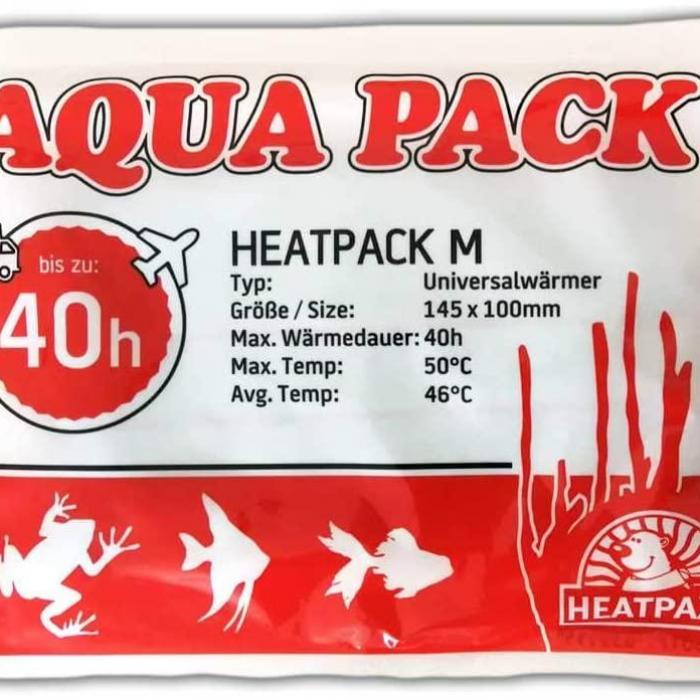 AQUA PACK
bis zu:
40h
HEATPACK M
Typ: Universalwärmer
Größe / Size: 145 x 100mm
Max. Wärmedauer: 40h
Max. Temp: 50°C
Avg. Temp: 46°C
HEATPA